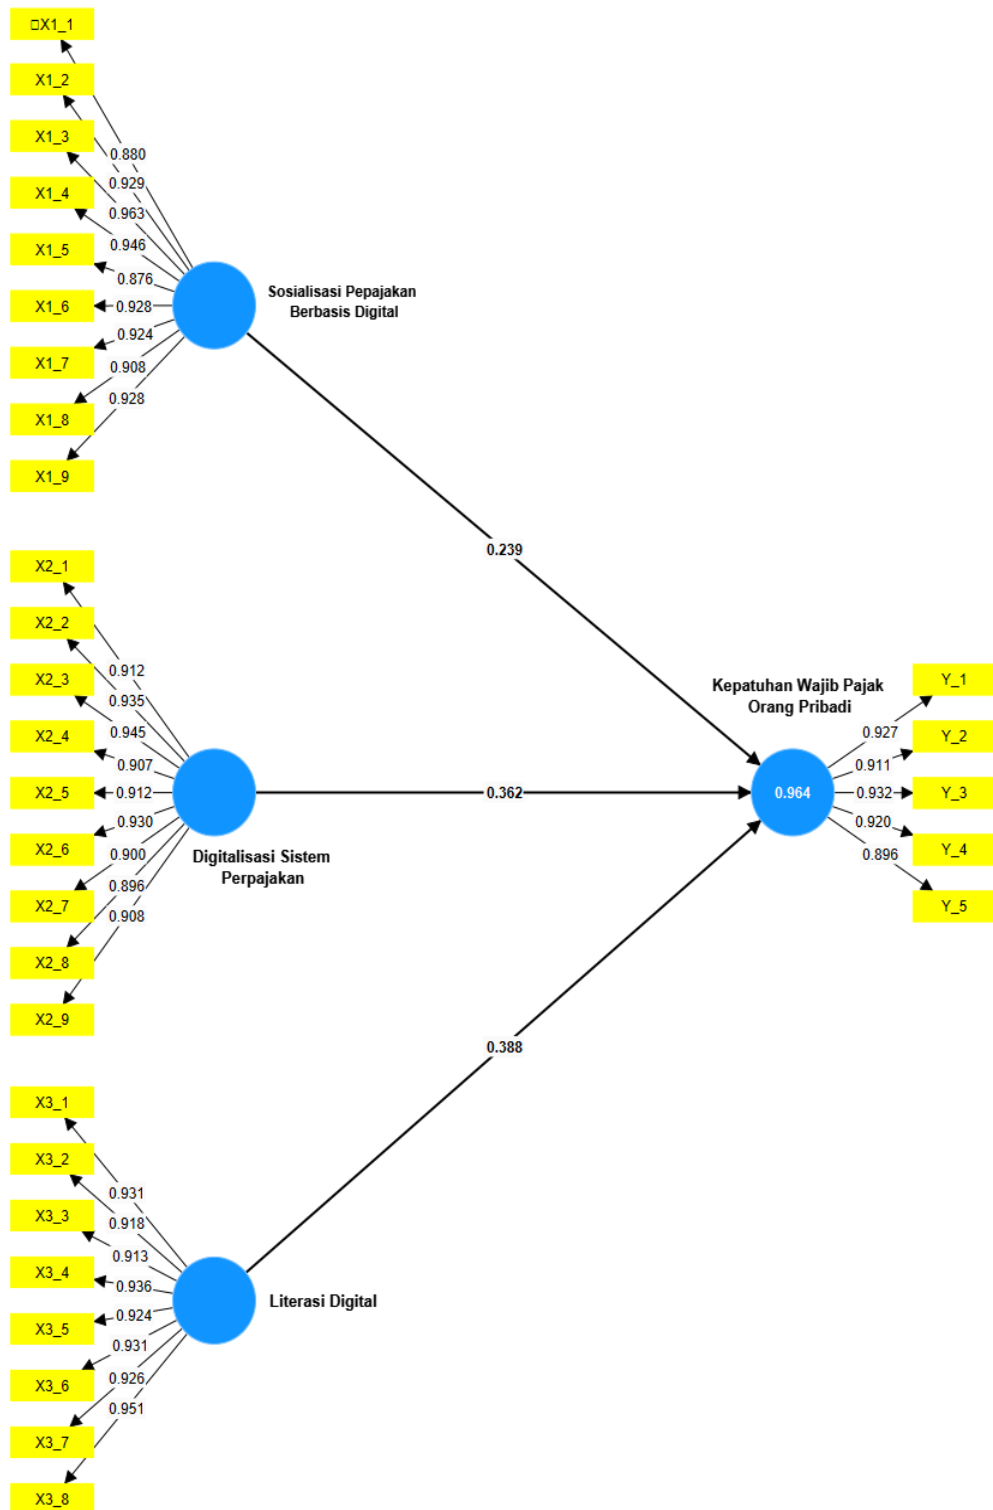 ▯X1_1
X1_2
X1_3
X1_4
X1_5
X1_6
X1_7
X1_8
X1_9
0.880
0.929
0.963
0.946
0.876
0.928
0.924
0.908
0.928
Sosialisasi Pepajakan
Berbasis Digital
0.239
X2_1
X2_2
X2_3
X2_4
X2_5
X2_6
X2_7
X2_8
X2_9
0.912
0.935
0.945
0.907
0.912
0.930
0.900
0.896
0.908
Digitalisasi Sistem
Perpajakan
0.362
Kepatuhan Wajib Pajak
Orang Pribadi
0.964
0.927
0.911
0.932
0.920
0.896
Y_1
Y_2
Y_3
Y_4
Y_5
0.388
X3_1
X3_2
X3_3
X3_4
X3_5
X3_6
X3_7
X3_8
0.931
0.918
0.913
0.936
0.924
0.931
0.926
0.951
Literasi Digital